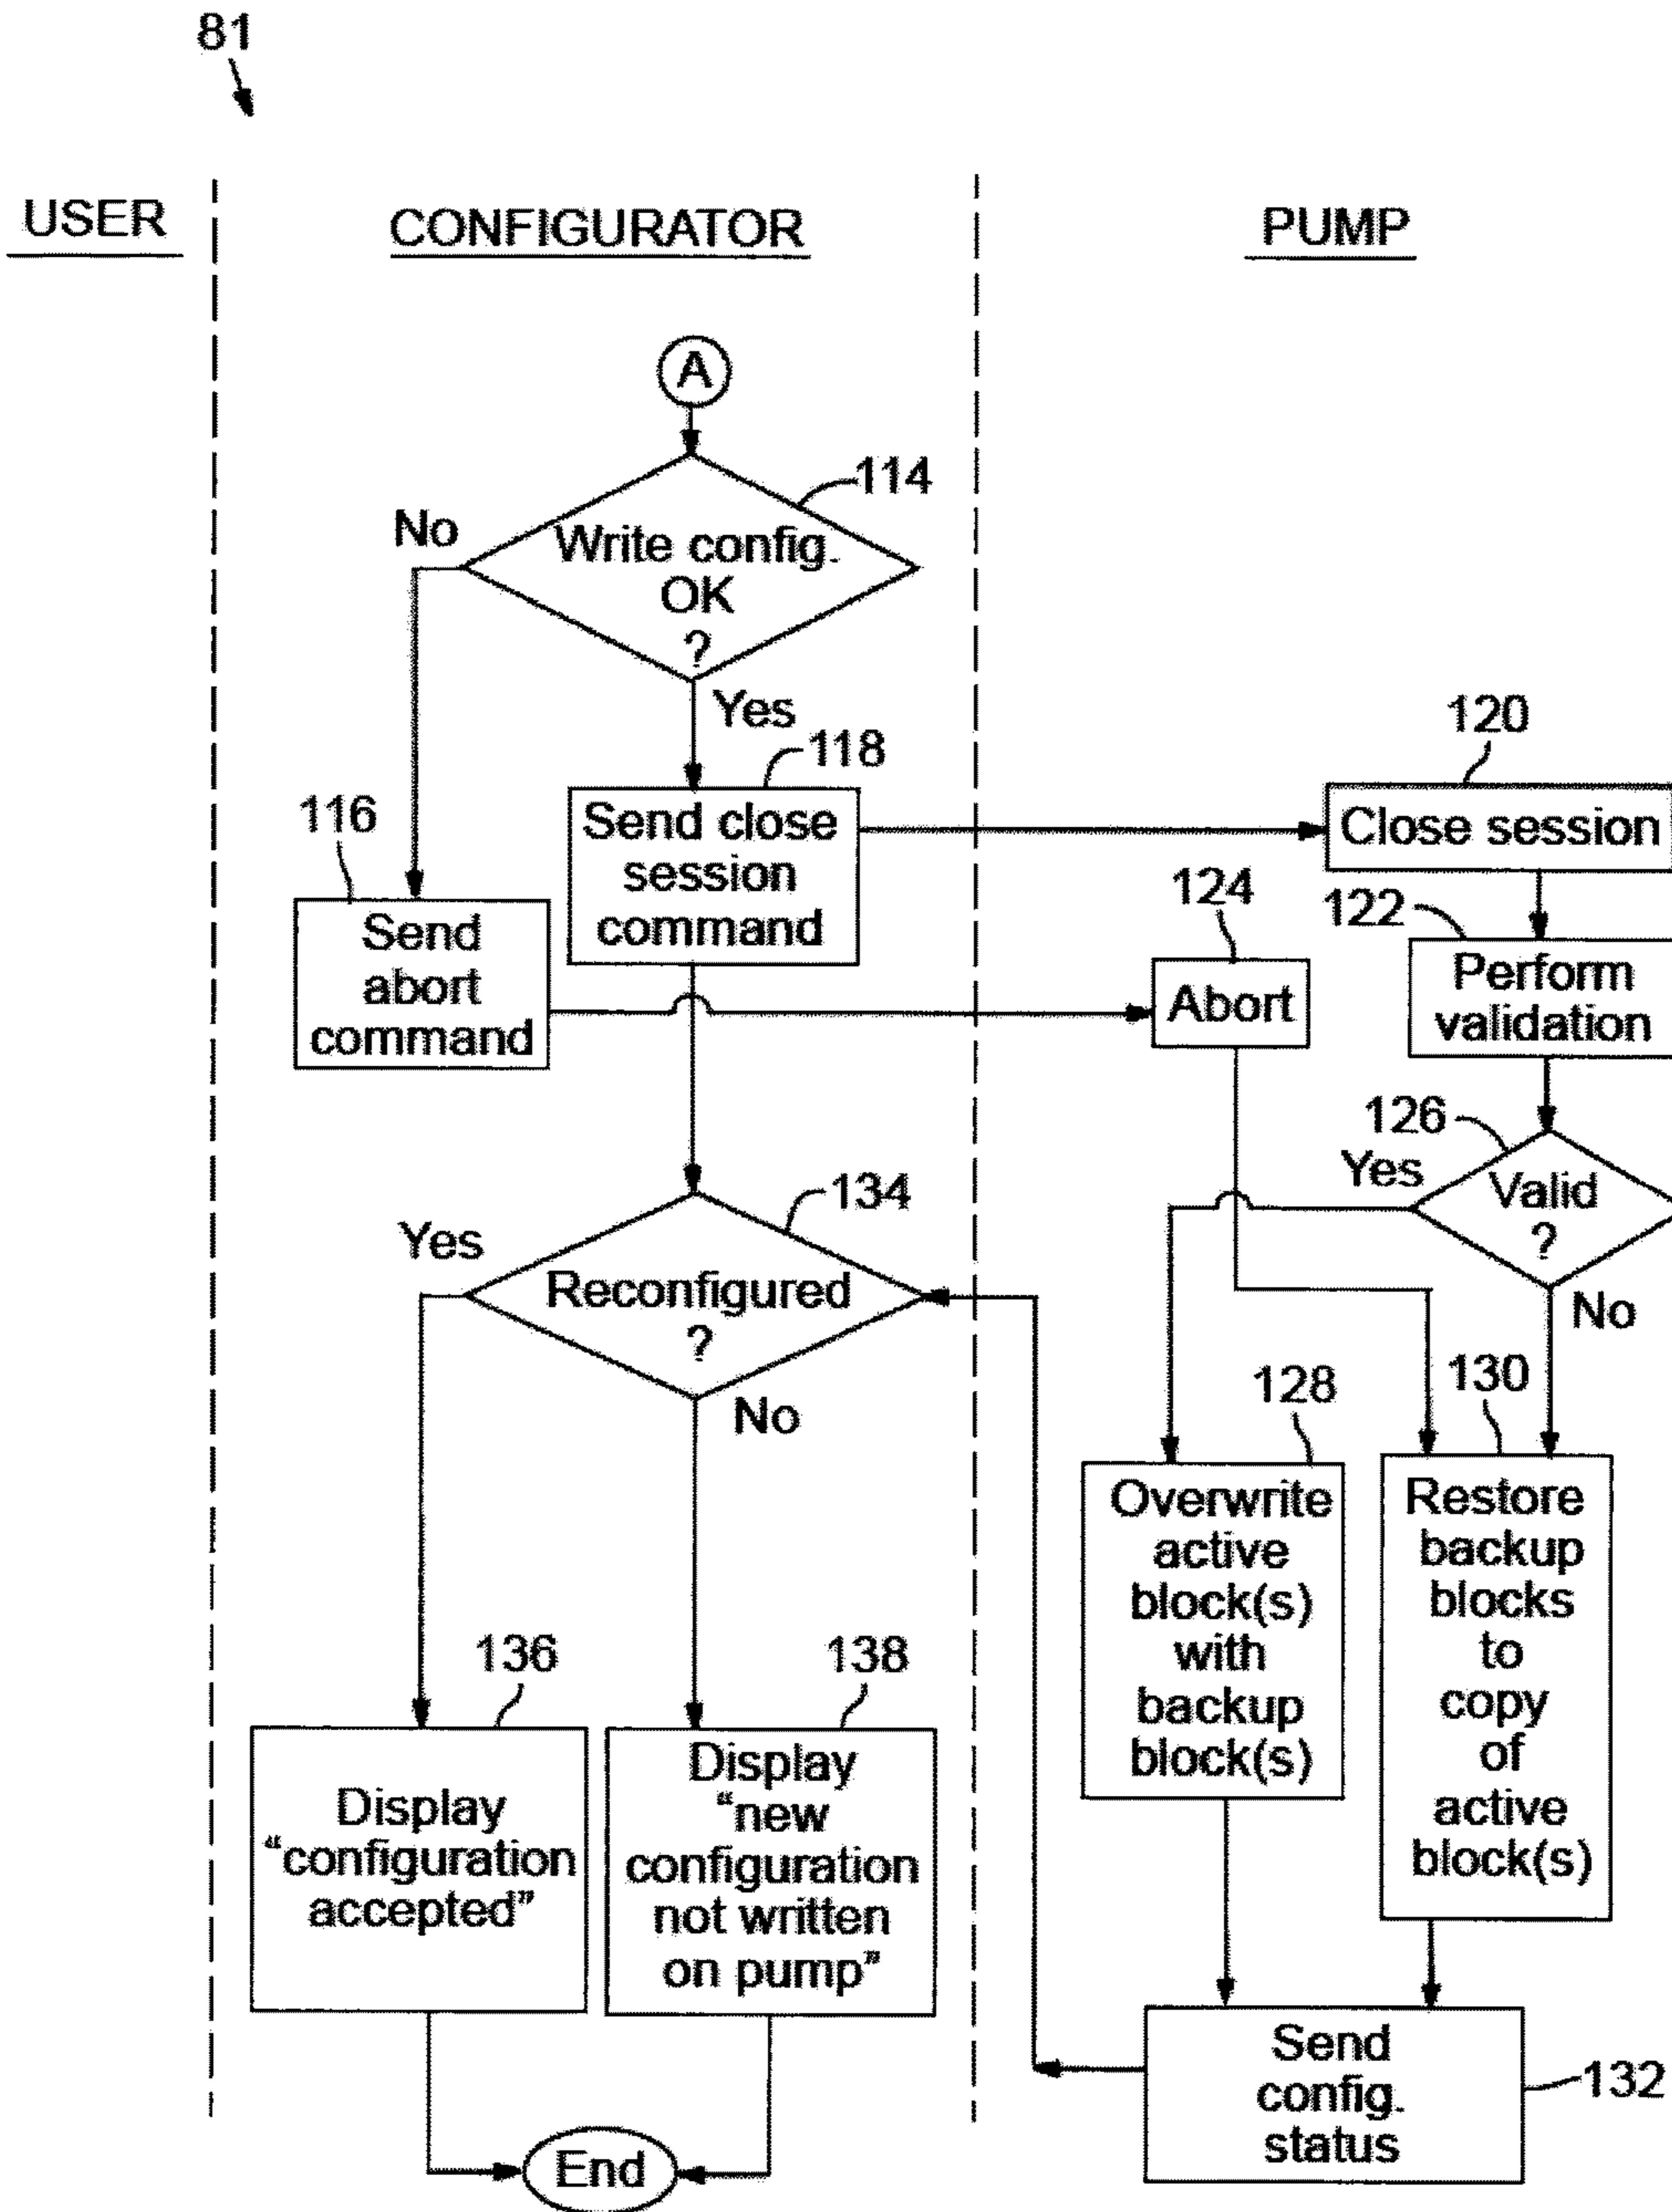 81
USER
CONFIGURATOR
PUMP
A
114
No
Write config.
OK
?
Yes
118
120
116
Send close
session
command
Close session
124
122
Send
abort
command
Abort
Perform
validation
126
Yes
Valid
?
134
Yes
No
Reconfigured
?
No
128
130
Overwrite
active
block(s)
with
backup
block(s)
Restore
backup
blocks
to
copy
of
active
block(s)
136
138
Display
“configuration
accepted”
Display
“new
configuration
not written
on pump”
Send
config.
status
132
End